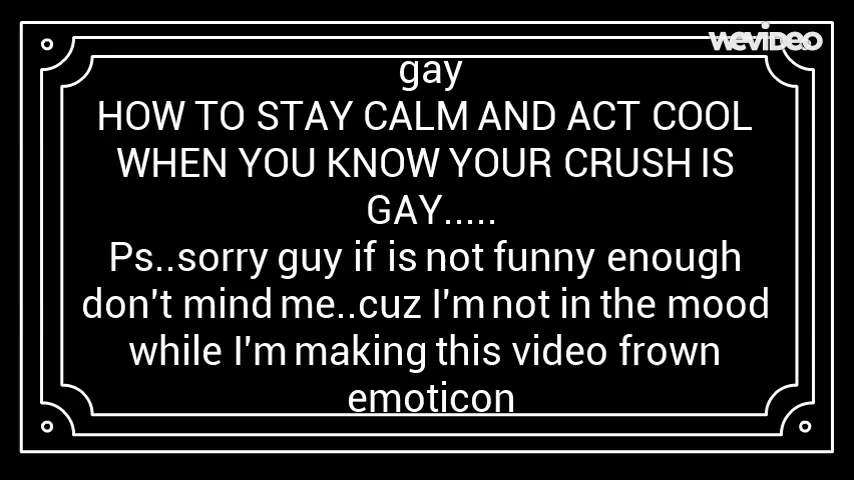 WeVideo
gay
HOW TO STAY CALM AND ACT COOL
WHEN YOU KNOW YOUR CRUSH IS
GAY.....
Ps..sorry guy if is not funny enough
don't mind me..cuz I'm not in the mood
while I'm making this video frown
emoticon